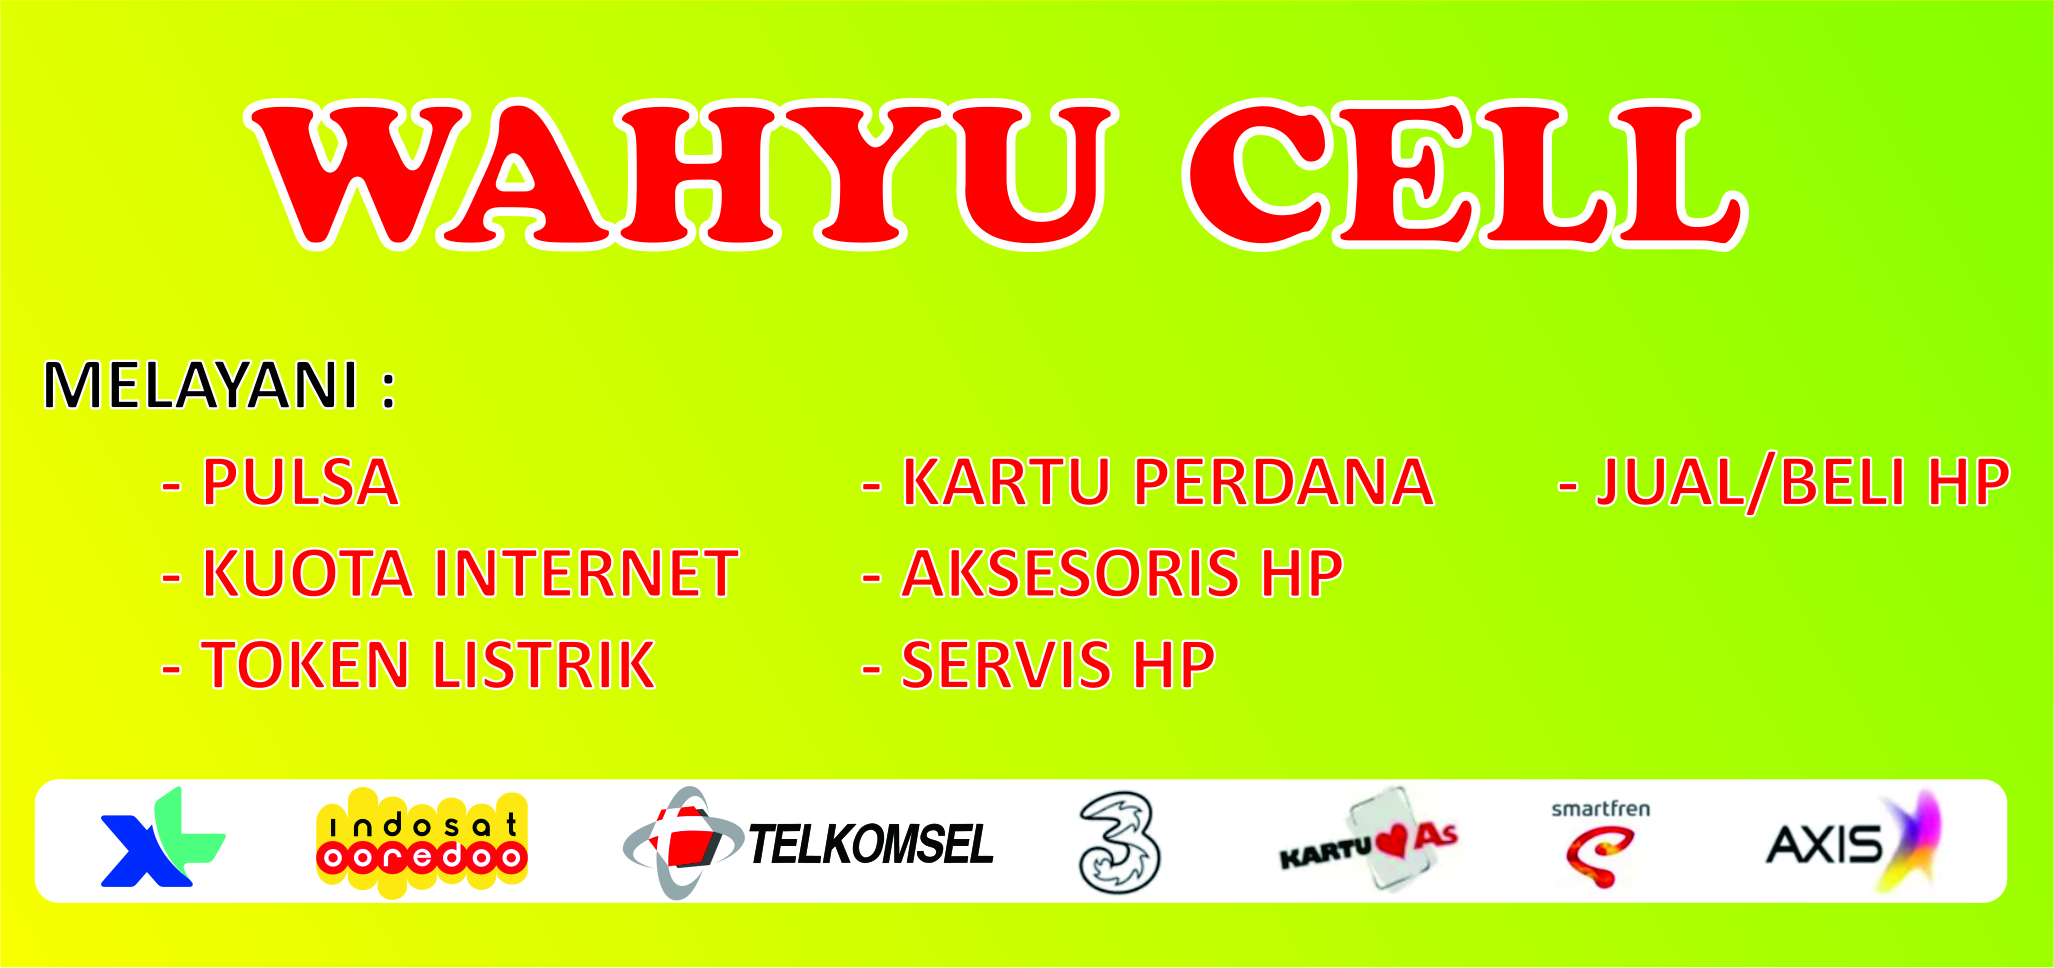 WAHYU CELL
MELAYANI :
- PULSA
- KUOTA INTERNET
- TOKEN LISTRIK
- KARTU PERDANA
- AKSESORIS HP
- SERVIS HP
- JUAL/BELI HP
XL
indosat
ooredoo
TELKOMSEL
3
KARTU As
smartfren
AXIS